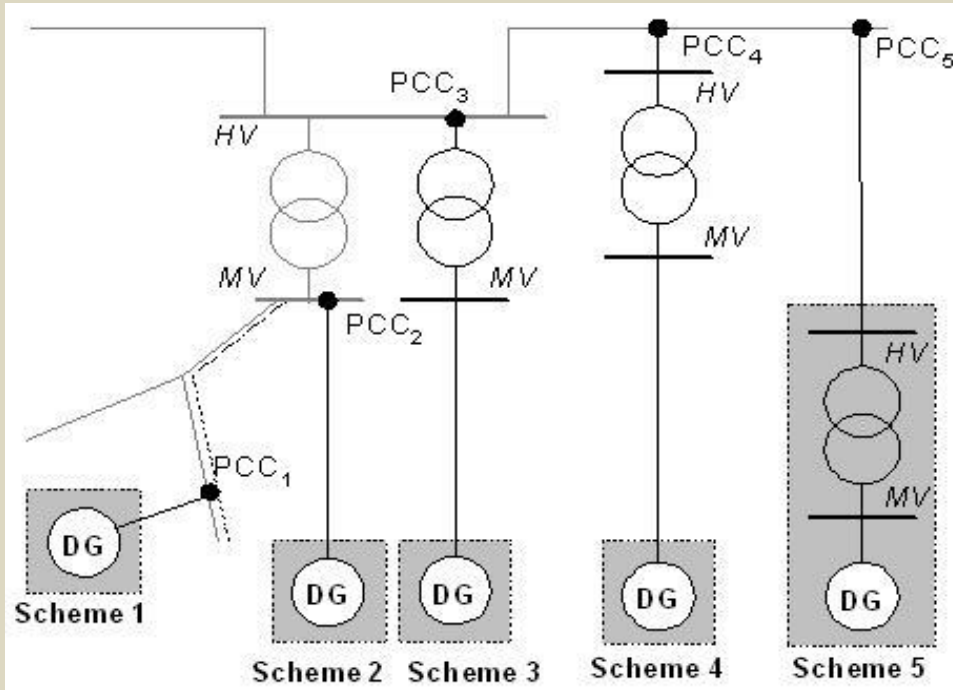 PCC4
PCC5
PCC3
HV
HV
MV
MV
MV
PCC2
HV
PCC1
MV
DG
DG
DG
DG
DG
Scheme 1
Scheme 2
Scheme 3
Scheme 4
Scheme 5